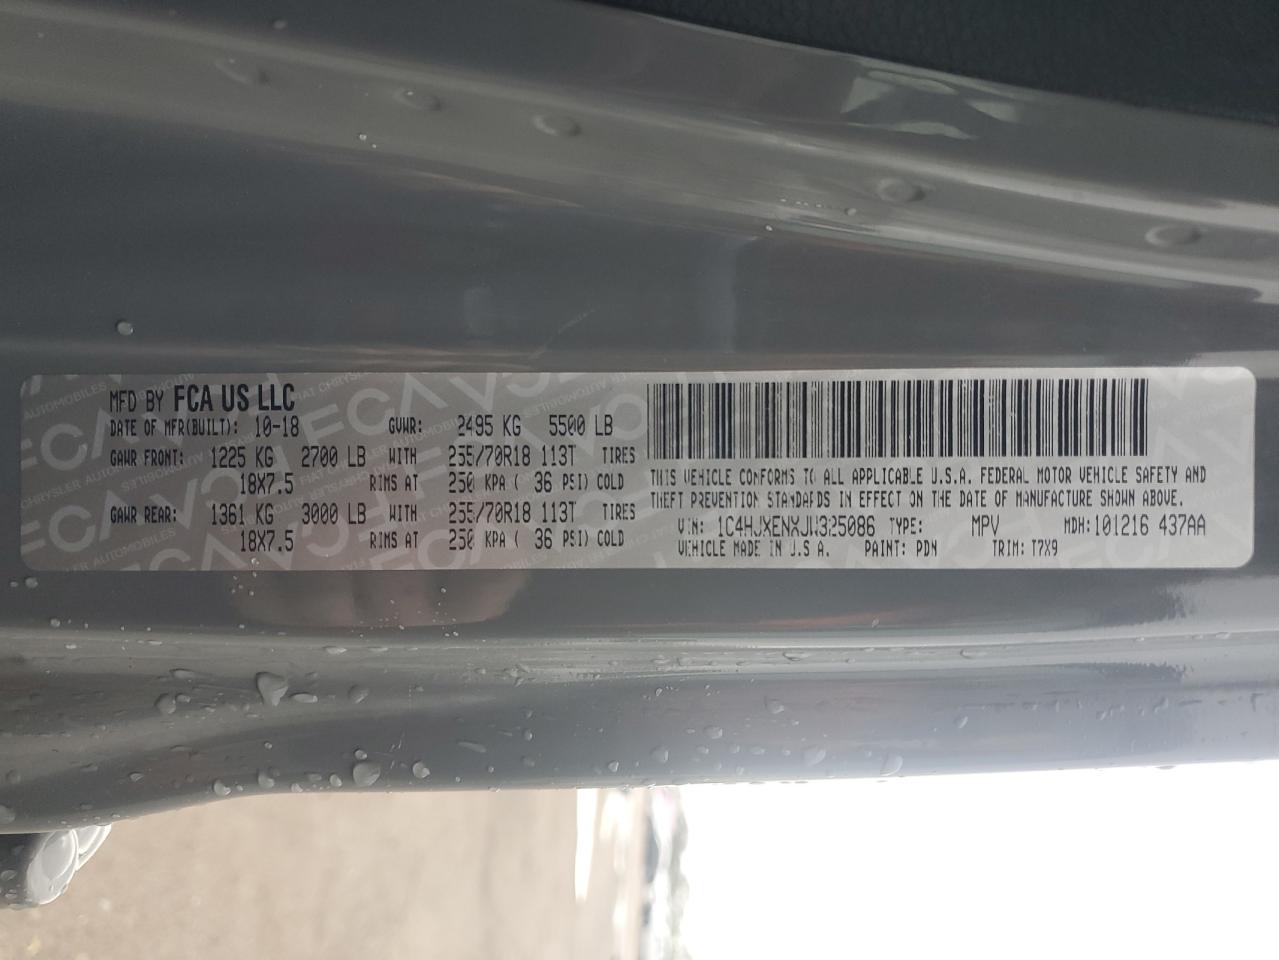 MFD BY FCA US LLC
DATE OF MFR(BUILT): 10-18 GVWR: 2495 KG 5500 LB
GAWR FRONT: 1225 KG 2700 LB WITH 255/70R18 113T TIRES
18X7.5 RIMS AT 250 KPA ( 36 PSI) COLD
GAWR REAR: 1361 KG 3000 LB WITH 255/70R18 113T TIRES
18X7.5 RIMS AT 250 KPA ( 36 PSI) COLD
THIS VEHICLE CONFORMS TO ALL APPLICABLE U.S.A. FEDERAL MOTOR VEHICLE SAFETY AND
THEFT PREVENTION STANDARDS IN EFFECT ON THE DATE OF MANUFACTURE SHOWN ABOVE.
VIN: 1C4HJXENXJW325086 TYPE: MPV MDH: 101216 437AA
VEHICLE MADE IN U.S.A. PAINT: PDN TRIM: T7X9